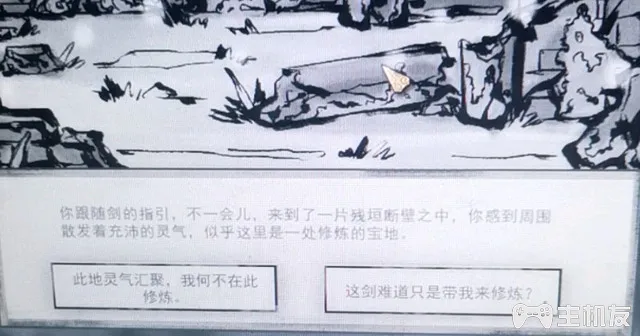 你跟随剑的指引，不一会儿，来到了一片残垣断壁之中，你感到周围
散发着充沛的灵气，似乎这里是一处修炼的宝地。
此地灵气汇聚，我何不在此
修炼。
这剑难道只是带我来修炼？
主机友